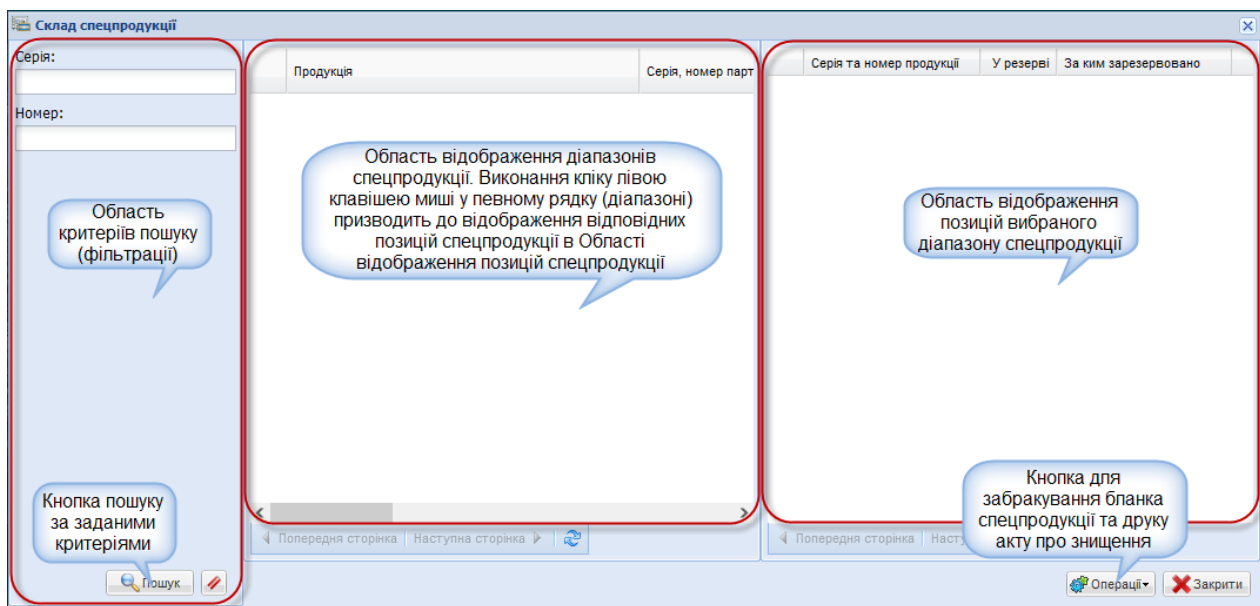 Склад спецпродукції
Серія:
Номер:
Область
критеріїв пошуку
(фільтрації)
Кнопка пошуку
за заданими
критеріями
Пошук
Продукція
Серія, номер парт
Область відображення діапазонів
спецпродукції. Виконання кліку лівою
клавішею миші у певному рядку (діапазоні)
призводить до відображення відповідних
позицій спецпродукції в Області
відображення позицій спецпродукції
Попередня сторінка
Наступна сторінка
Серія та номер продукції
У резерві
За ким зарезервовано
Область відображення
позицій вибраного
діапазону спецпродукції
Кнопка для
забракування бланка
спецпродукції та друку
акту про знищення
Попередня сторінка
Наст
Операції
Закрити